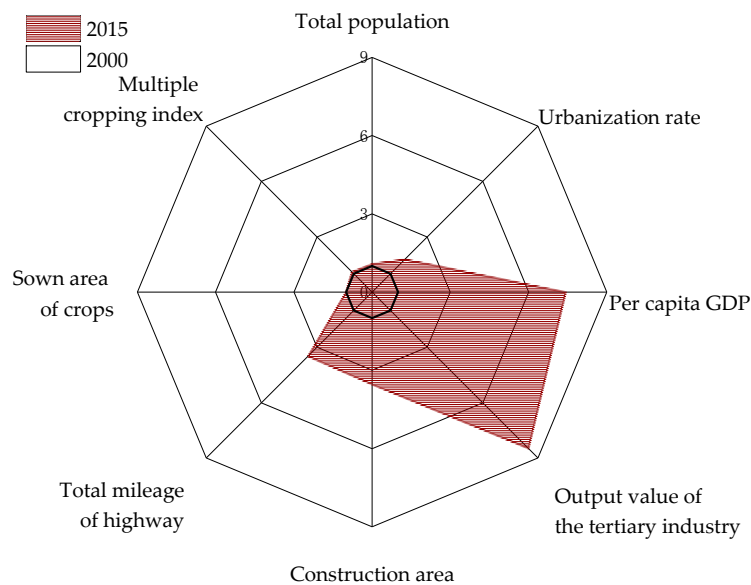 2015
2000
Total population
9
Multiple
cropping index
Urbanization rate
6
3
Sown area
of crops
0
Per capita GDP
Total mileage
of highway
Output value of
the tertiary industry
Construction area